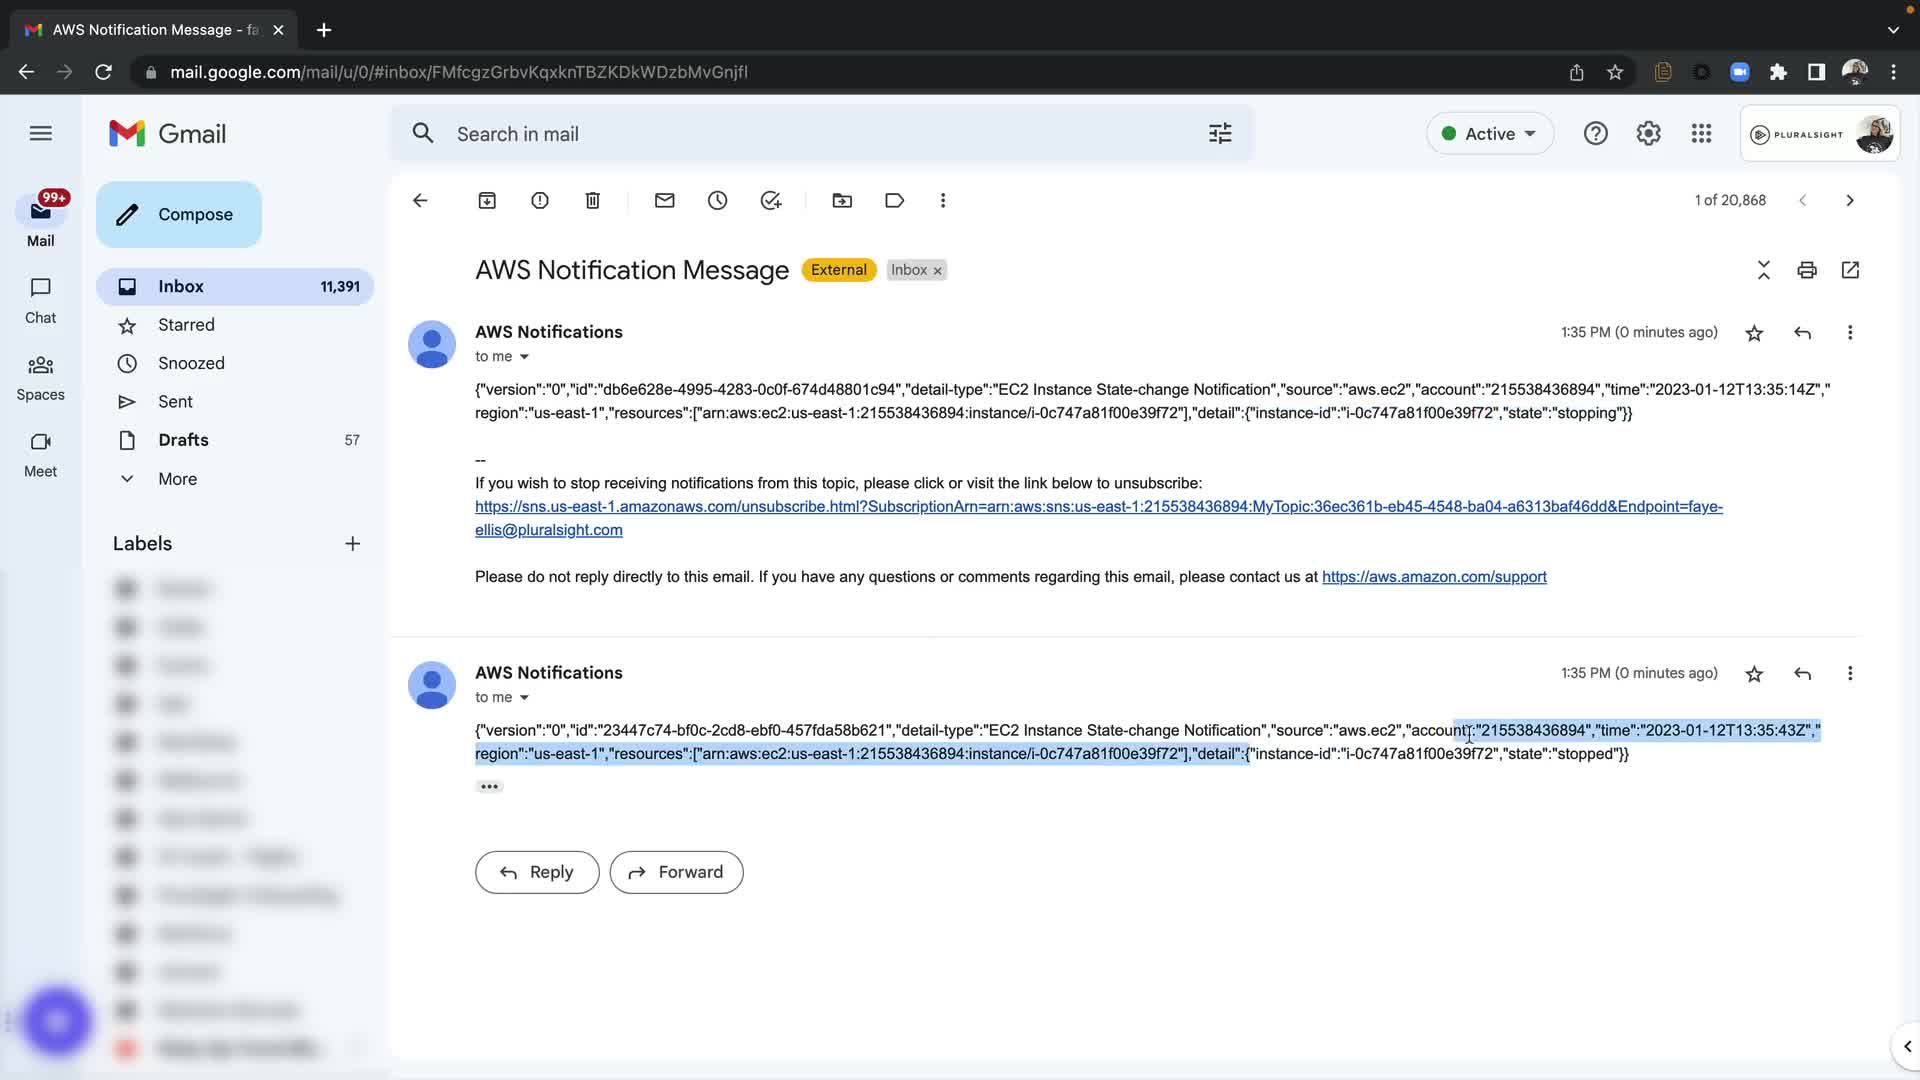 AWS Notification Message - fa
mail.google.com/mail/u/0/#inbox/FMfcgzGrbvKqxknTBZKDkWDzbMvGnjfl
Gmail
Search in mail
Active
PLURALSIGHT
99+
Mail
Chat
Spaces
Meet
Compose
Inbox 11,391
Starred
Snoozed
Sent
Drafts 57
More
Labels
1 of 20,868
AWS Notification Message External Inbox ×
AWS Notifications 1:35 PM (0 minutes ago)
to me
{"version":"0","id":"db6e628e-4995-4283-0c0f-674d48801c94","detail-type":"EC2 Instance State-change Notification","source":"aws.ec2","account":"215538436894","time":"2023-01-12T13:35:14Z","
region":"us-east-1","resources":["arn:aws:ec2:us-east-1:215538436894:instance/i-0c747a81f00e39f72"],"detail":{"instance-id":"i-0c747a81f00e39f72","state":"stopping"}}
--
If you wish to stop receiving notifications from this topic, please click or visit the link below to unsubscribe:
https://sns.us-east-1.amazonaws.com/unsubscribe.html?SubscriptionArn=arn:aws:sns:us-east-1:215538436894:MyTopic:36ec361b-eb45-4548-ba04-a6313baf46dd&Endpoint=faye-
ellis@pluralsight.com
Please do not reply directly to this email. If you have any questions or comments regarding this email, please contact us at https://aws.amazon.com/support
AWS Notifications 1:35 PM (0 minutes ago)
to me
{"version":"0","id":"23447c74-bf0c-2cd8-ebf0-457fda58b621","detail-type":"EC2 Instance State-change Notification","source":"aws.ec2","account":"215538436894","time":"2023-01-12T13:35:43Z","
region":"us-east-1","resources":["arn:aws:ec2:us-east-1:215538436894:instance/i-0c747a81f00e39f72"],"detail":{"instance-id":"i-0c747a81f00e39f72","state":"stopped"}}
Reply
Forward